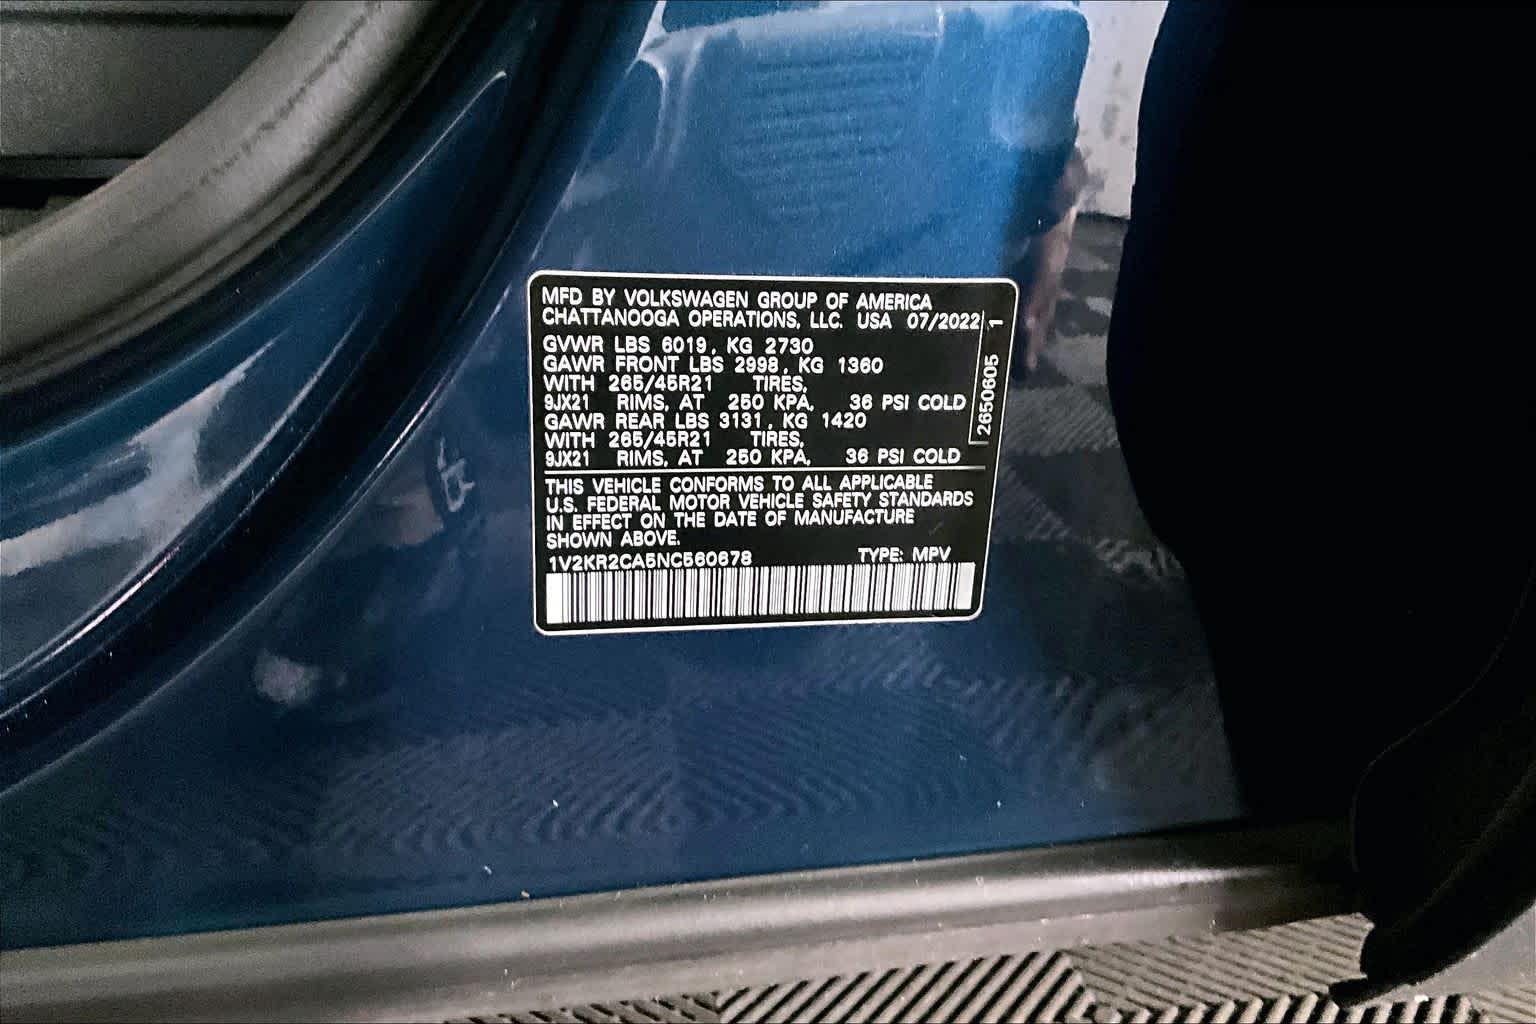 MFD BY VOLKSWAGEN GROUP OF AMERICA
CHATTANOOGA OPERATIONS, LLC. USA 07/2022
GVWR LBS 6019, KG 2730
GAWR FRONT LBS 2998, KG 1360
WITH 265/45R21 TIRES,
9JX21 RIMS, AT 250 KPA, 36 PSI COLD
GAWR REAR LBS 3131, KG 1420
WITH 265/45R21 TIRES,
9JX21 RIMS, AT 250 KPA, 36 PSI COLD
2650605 1
THIS VEHICLE CONFORMS TO ALL APPLICABLE
U.S. FEDERAL MOTOR VEHICLE SAFETY STANDARDS
IN EFFECT ON THE DATE OF MANUFACTURE
SHOWN ABOVE.
1V2KR2CA5NC560678 TYPE: MPV